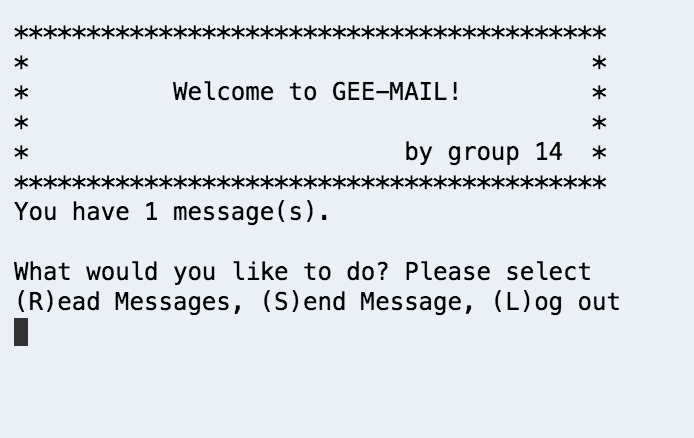 *****************************************
*                                       *
*          Welcome to GEE-MAIL!         *
*                                       *
*                          by group 14  *
*****************************************
You have 1 message(s).
What would you like to do? Please select
(R)ead Messages, (S)end Message, (L)og out